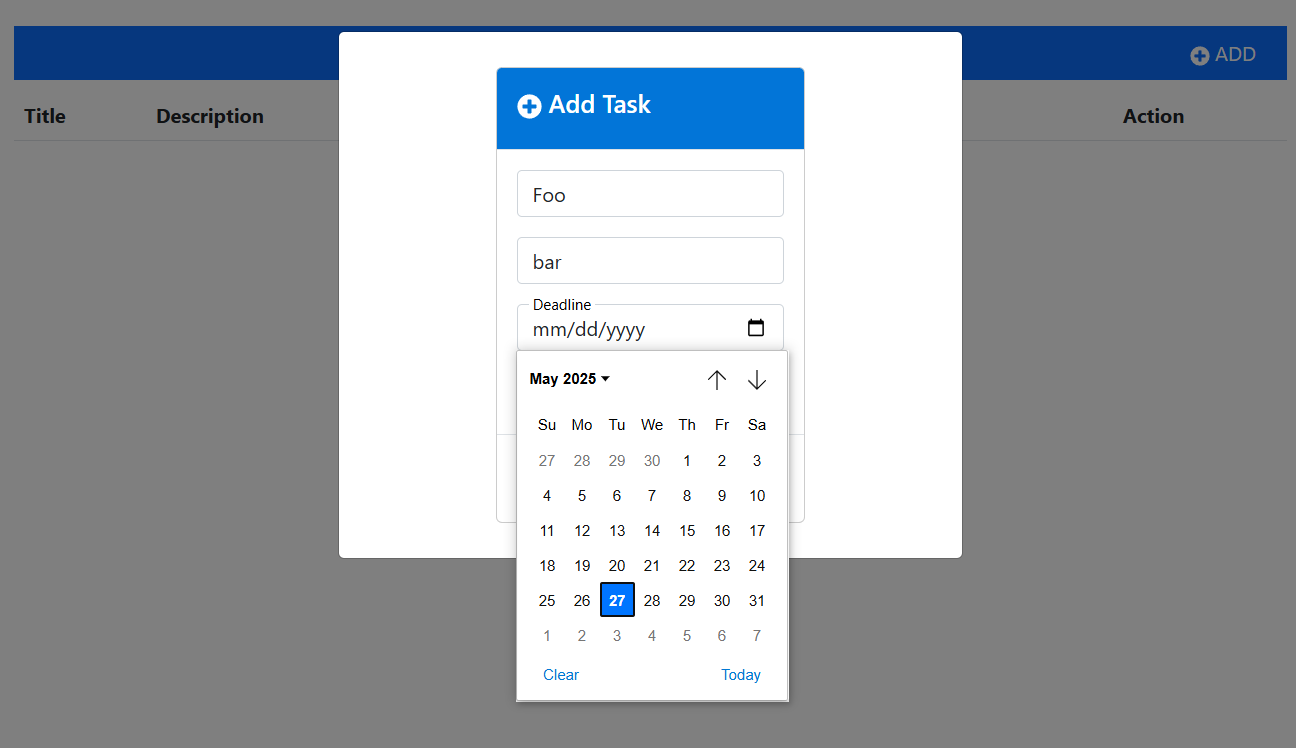 ADD
Title Description Action
Add Task
Foo
bar
Deadline
mm/dd/yyyy
May 2025
Su Mo Tu We Th Fr Sa
27 28 29 30 1 2 3
4 5 6 7 8 9 10
11 12 13 14 15 16 17
18 19 20 21 22 23 24
25 26 27 28 29 30 31
1 2 3 4 5 6 7
Clear Today